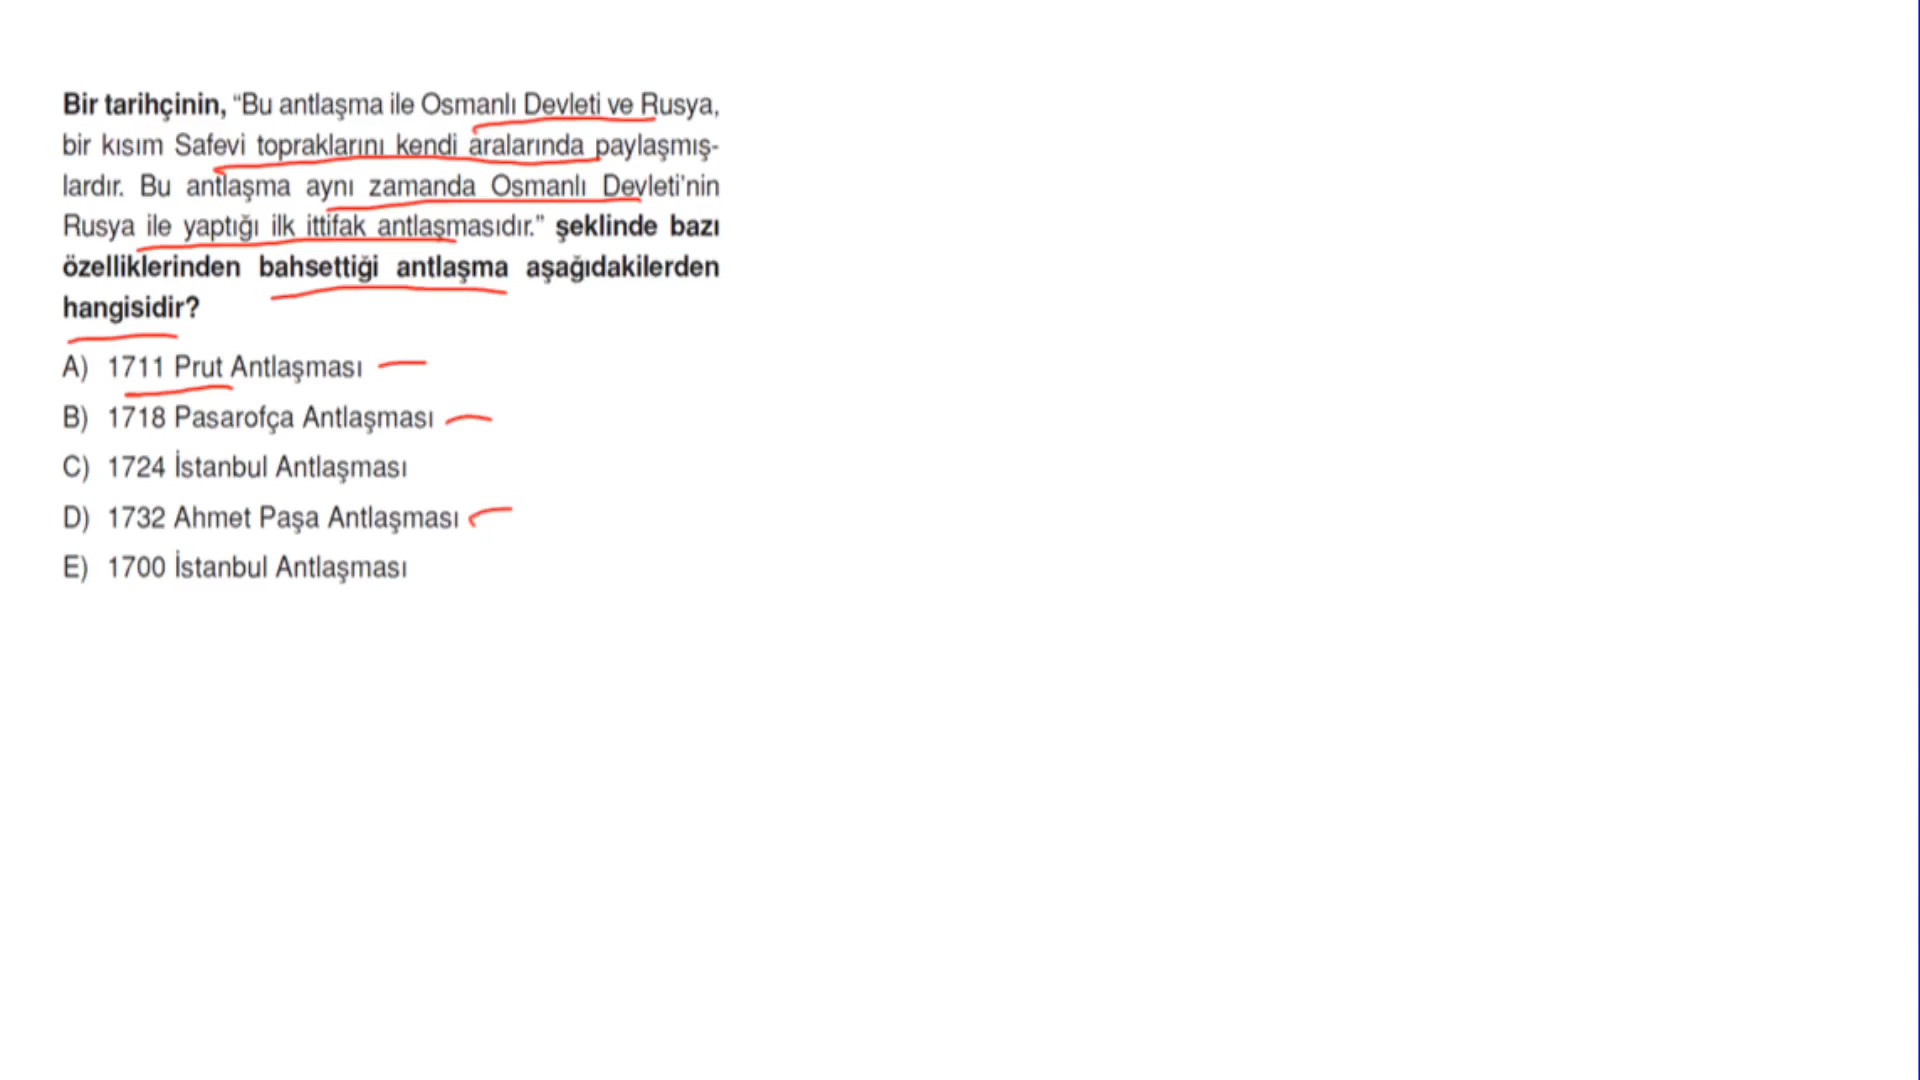 Bir tarihçinin, “Bu antlaşma ile Osmanlı Devleti ve Rusya,
bir kısım Safevi topraklarını kendi aralarında paylaşmış-
lardır. Bu antlaşma aynı zamanda Osmanlı Devleti’nin
Rusya ile yaptığı ilk ittifak antlaşmasıdır.” şeklinde bazı
özelliklerinden bahsettiği antlaşma aşağıdakilerden
hangisidir?
A) 1711 Prut Antlaşması
B) 1718 Pasarofça Antlaşması
C) 1724 İstanbul Antlaşması
D) 1732 Ahmet Paşa Antlaşması
E) 1700 İstanbul Antlaşması